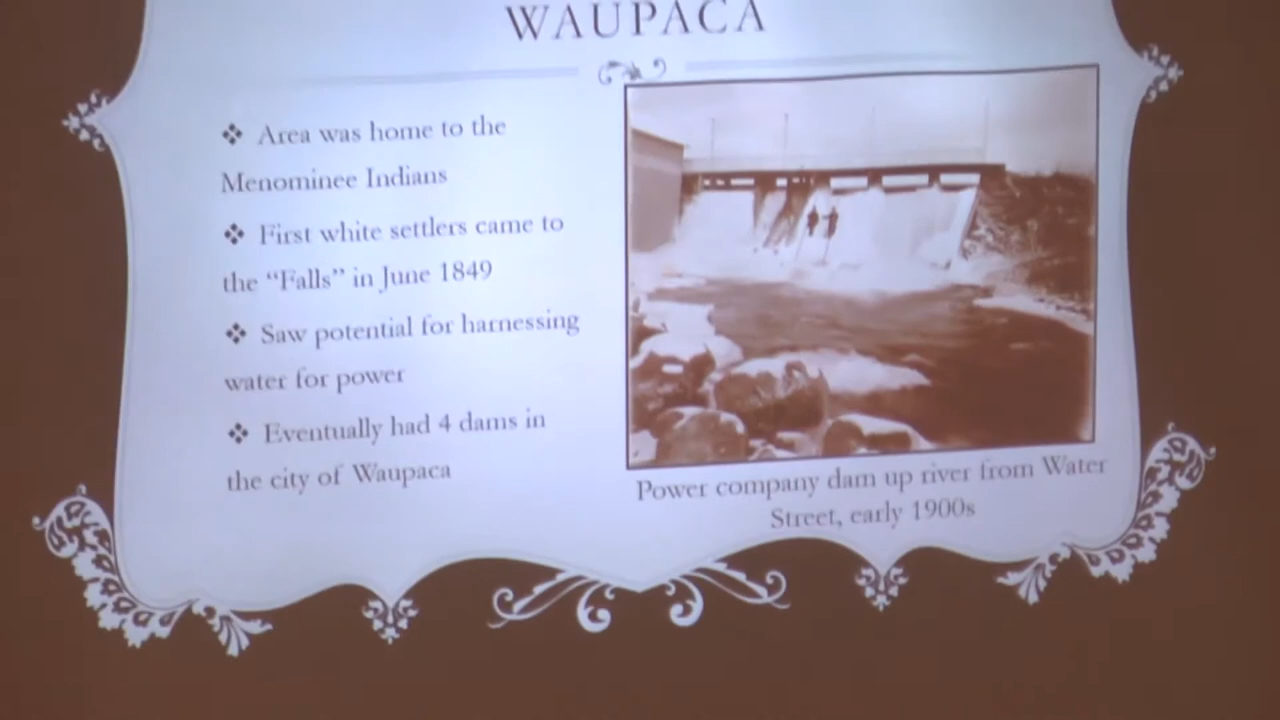 WAUPACA
❖ Area was home to the
Menominee Indians
❖ First white settlers came to
the “Falls” in June 1849
❖ Saw potential for harnessing
water for power
❖ Eventually had 4 dams in
the city of Waupaca
Power company dam up river from Water
Street, early 1900s